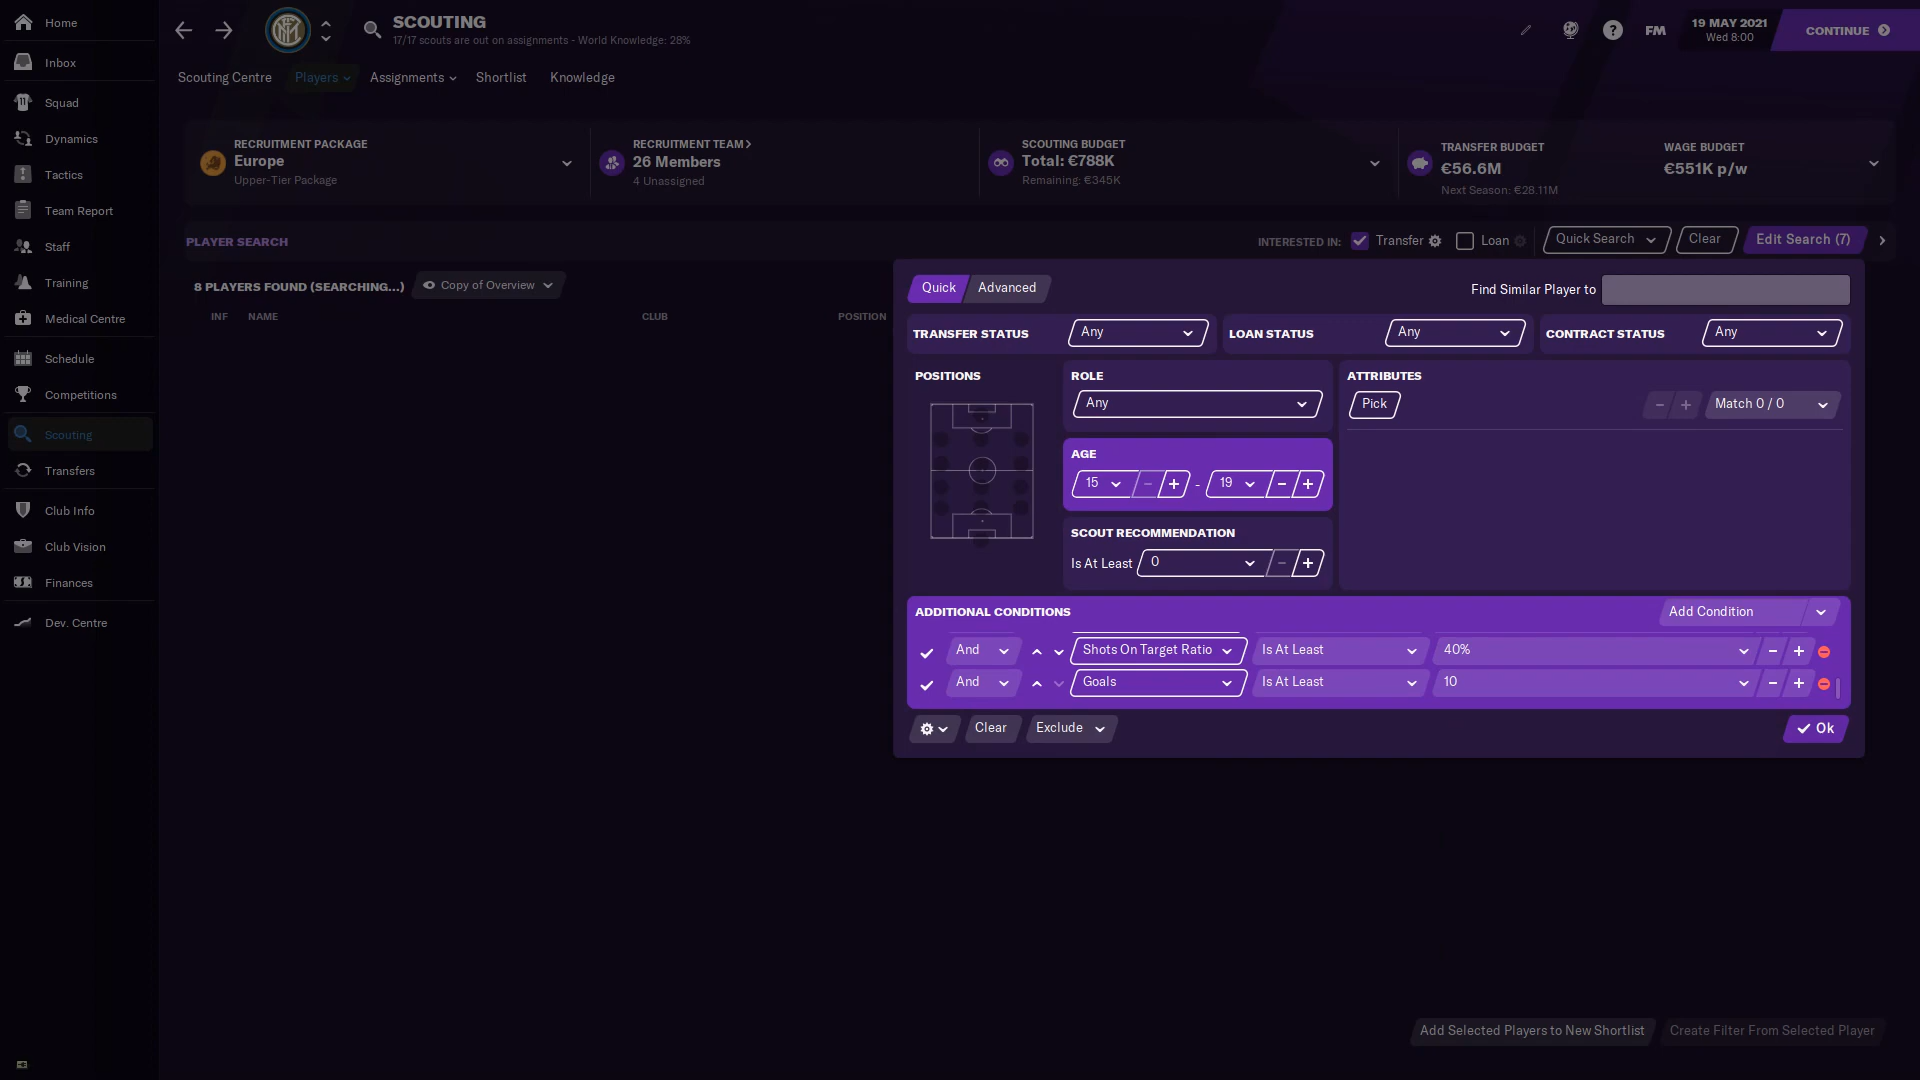 Home
Inbox
Squad
Dynamics
Tactics
Team Report
Staff
Training
Medical Centre
Schedule
Competitions
Scouting
Transfers
Club Info
Club Vision
Finances
Dev. Centre
SCOUTING
17/17 scouts are out on assignments - World Knowledge: 28%
FM
19 MAY 2021
Wed 8:00
CONTINUE
Scouting Centre
Players
Assignments
Shortlist
Knowledge
RECRUITMENT PACKAGE
Europe
Upper-Tier Package
RECRUITMENT TEAM
26 Members
4 Unassigned
SCOUTING BUDGET
Total: €788K
Remaining: €345K
TRANSFER BUDGET
€56.6M
Next Season: €28.11M
WAGE BUDGET
€551K p/w
PLAYER SEARCH
INTERESTED IN:
Transfer
Loan
Quick Search
Clear
Edit Search (7)
8 PLAYERS FOUND (SEARCHING...)
Copy of Overview
INF
NAME
CLUB
POSITION
Quick
Advanced
Find Similar Player to
TRANSFER STATUS
Any
LOAN STATUS
Any
CONTRACT STATUS
Any
POSITIONS
ROLE
Any
AGE
15
-
19
SCOUT RECOMMENDATION
Is At Least
0
ATTRIBUTES
Pick
Match 0 / 0
ADDITIONAL CONDITIONS
Add Condition
And
Shots On Target Ratio
Is At Least
40%
And
Goals
Is At Least
10
Clear
Exclude
Ok
Add Selected Players to New Shortlist
Create Filter From Selected Player